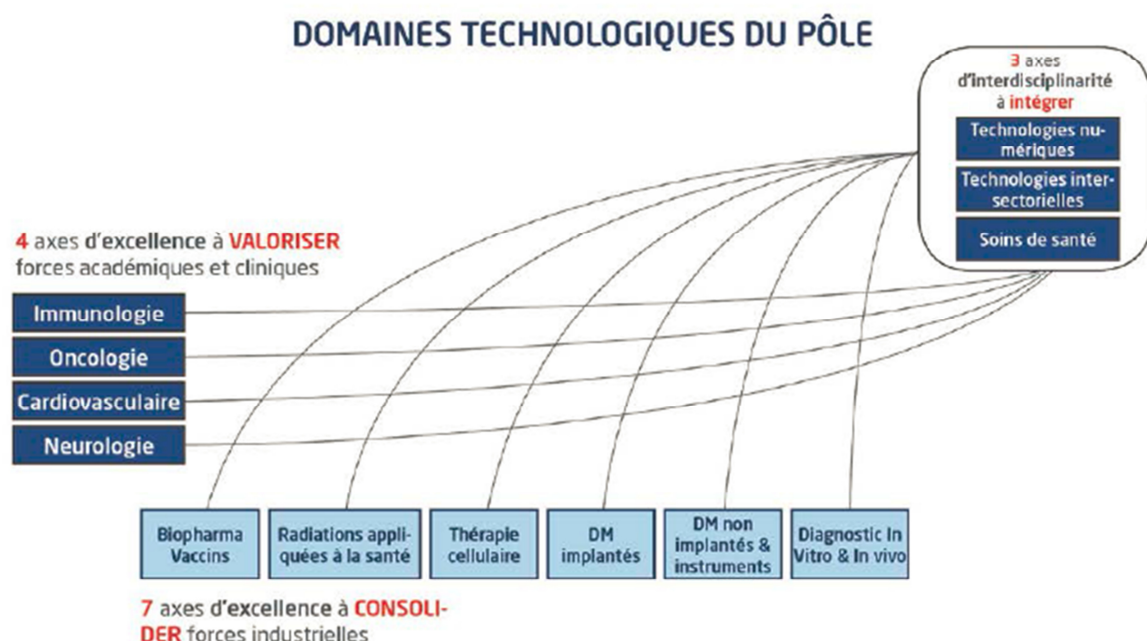 DOMAINES TECHNOLOGIQUES DU PÔLE
3 axes
d'interdisciplinarité
à intégrer
Technologies nu-
mériques
Technologies inter-
sectorielles
Soins de santé
4 axes d'excellence à VALORISER
forces académiques et cliniques
Immunologie
Oncologie
Cardiovasculaire
Neurologie
Biopharma
Vaccins
Radiations appli-
quées à la santé
Thérapie
cellulaire
DM
implantés
DM non
implantés &
instruments
Diagnostic In
Vitro & In vivo
7 axes d'excellence à CONSOLI-
DER forces industrielles